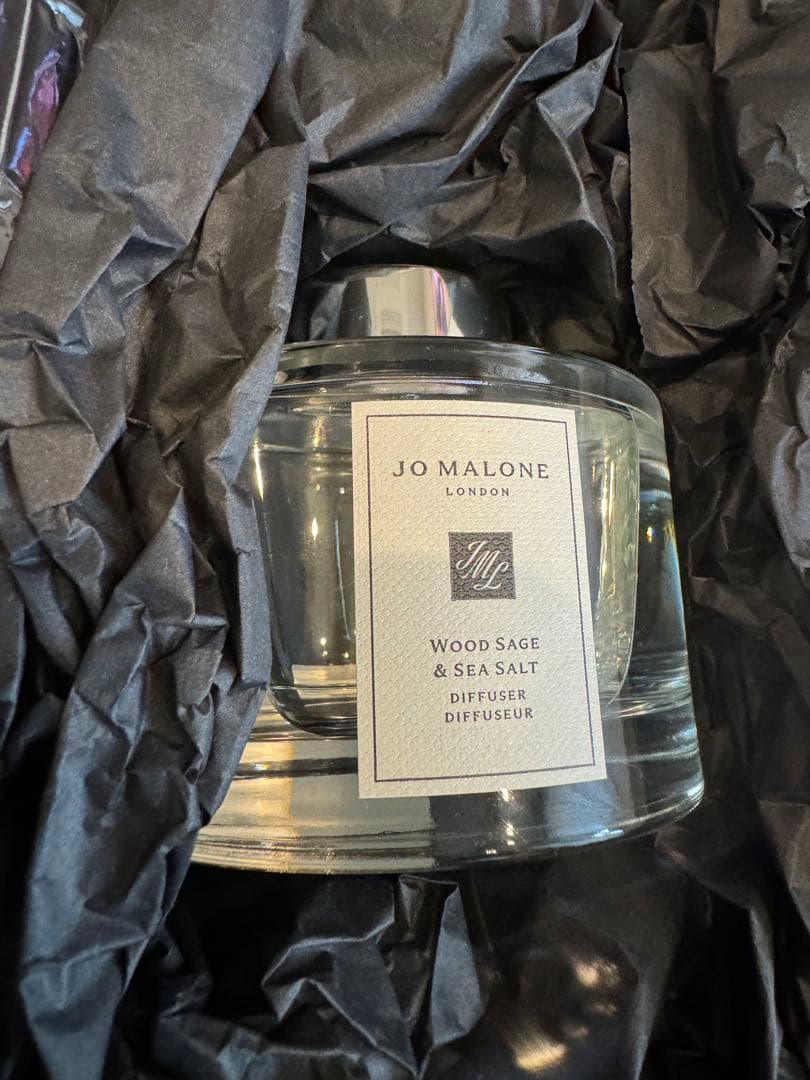 JO MALONE
LONDON
JML
WOOD SAGE
& SEA SALT
DIFFUSER
DIFFUSEUR